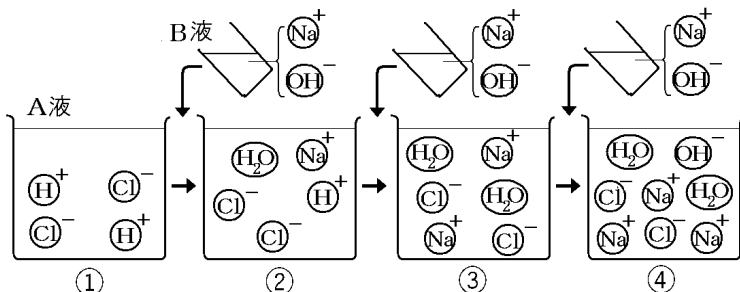 B液 Na⁺ Na⁺ Na⁺
OH⁻ OH⁻ OH⁻
A液
H⁺ Cl⁻
Cl⁻ H⁺
①
H₂O Na⁺
Cl⁻ H⁺
Cl⁻
②
H₂O Na⁺
Cl⁻ H₂O
Na⁺ Cl⁻
③
H₂O OH⁻
Cl⁻ Na⁺ H₂O
Na⁺ Cl⁻ Na⁺
④